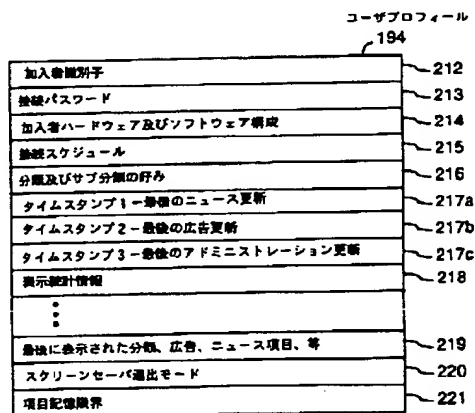 ユーザプロフィール
194
加入者識別子 212
接続パスワード 213
加入者ハードウェア及びソフトウェア構成 214
接続スケジュール 215
分類及びサブ分類の好み 216
タイムスタンプ1－最後のニュース更新 217a
タイムスタンプ2－最後の広告更新 217b
タイムスタンプ3－最後のアドミニストレーション更新 217c
表示統計情報 218
最後に表示された分類、広告、ニュース項目、等 219
スクリーンセーバ退出モード 220
項目記憶限界 221